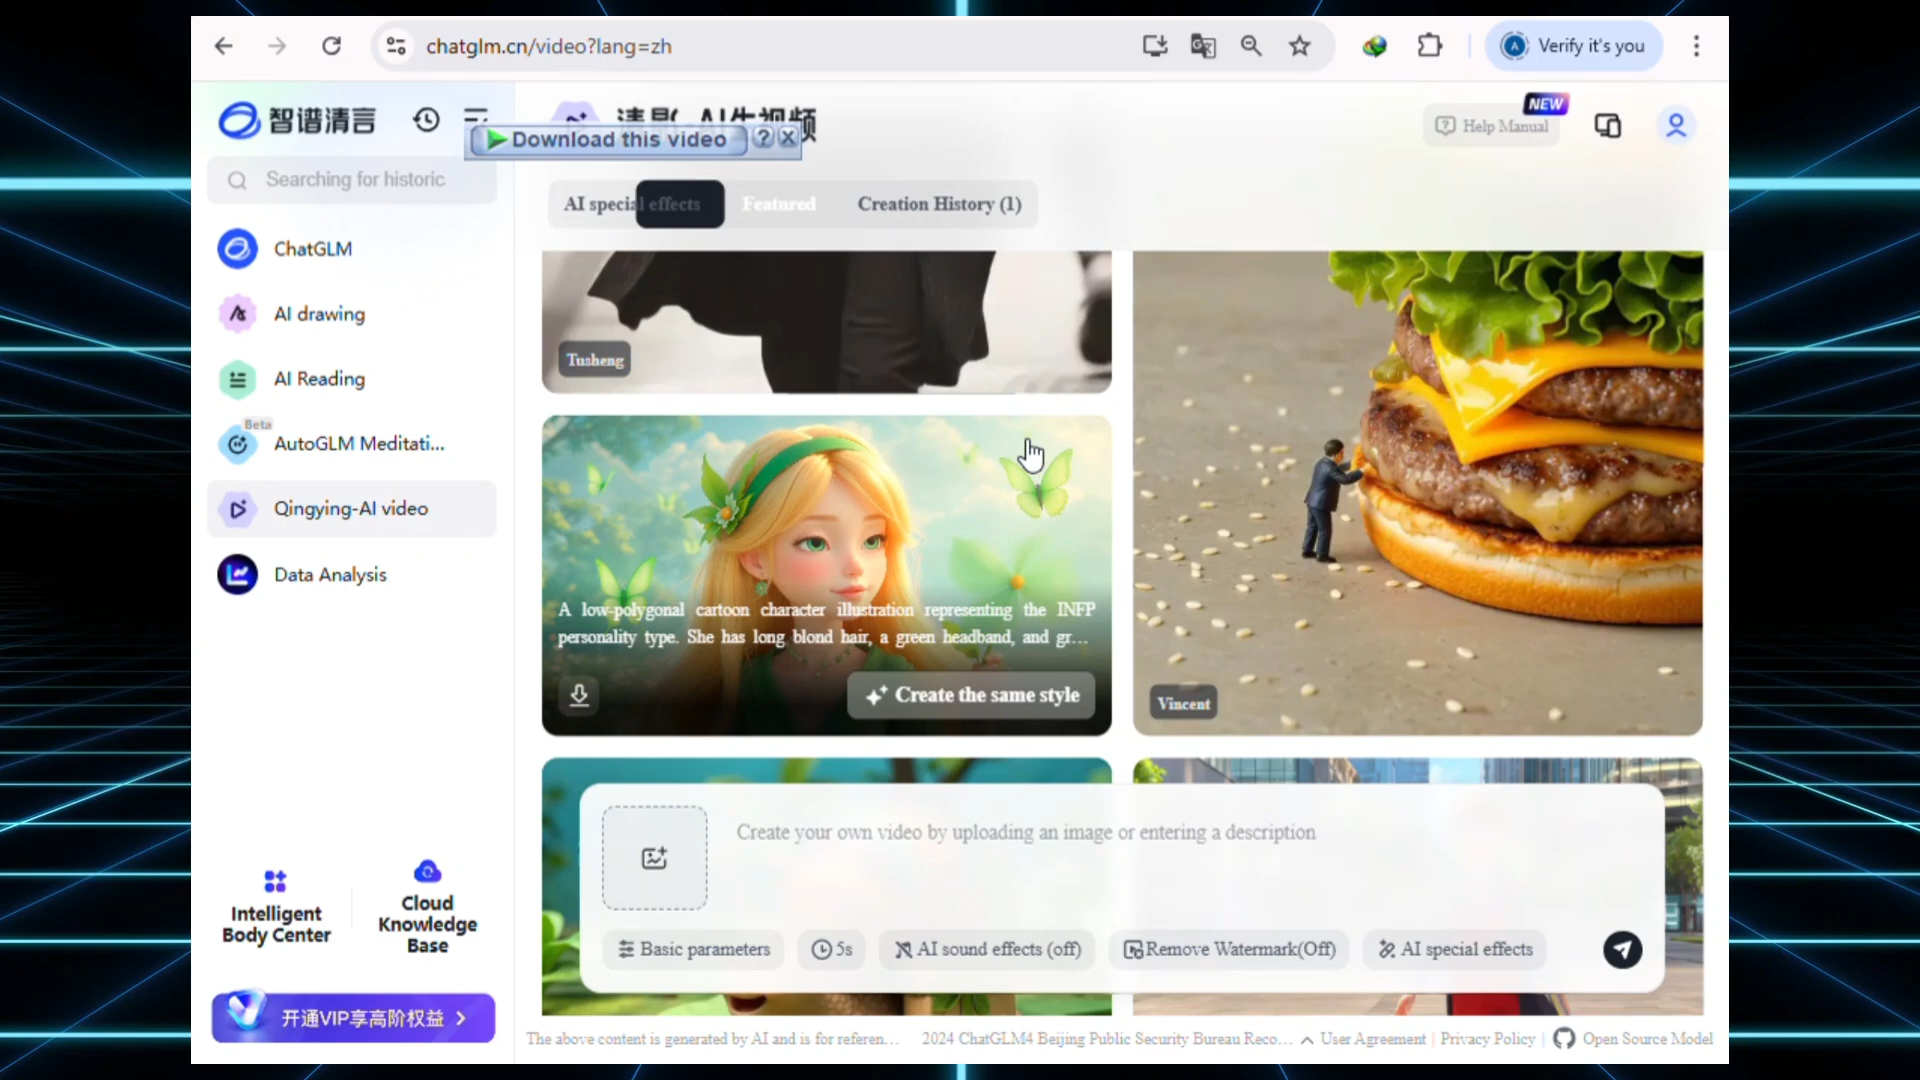 chatglm.cn/video?lang=zh
Verify it's you
智谱清言
Download this video
?
频
NEW
Help Manual
Searching for historic
AI special effects
Featured
Creation History (1)
ChatGLM
AI drawing
AI Reading
Beta
AutoGLM Meditati...
Qingying-AI video
Data Analysis
Tusheng
A low-polygonal cartoon character illustration representing the INFP
personality type. She has long blond hair, a green headband, and gr...
Create the same style
Vincent
Create your own video by uploading an image or entering a description
Basic parameters
5s
AI sound effects (off)
Remove Watermark(Off)
AI special effects
Intelligent
Body Center
Cloud
Knowledge
Base
开通VIP享高阶权益
The above content is generated by AI and is for referen...
2024 ChatGLM4 Beijing Public Security Bureau Reco...
User Agreement | Privacy Policy |
Open Source Model